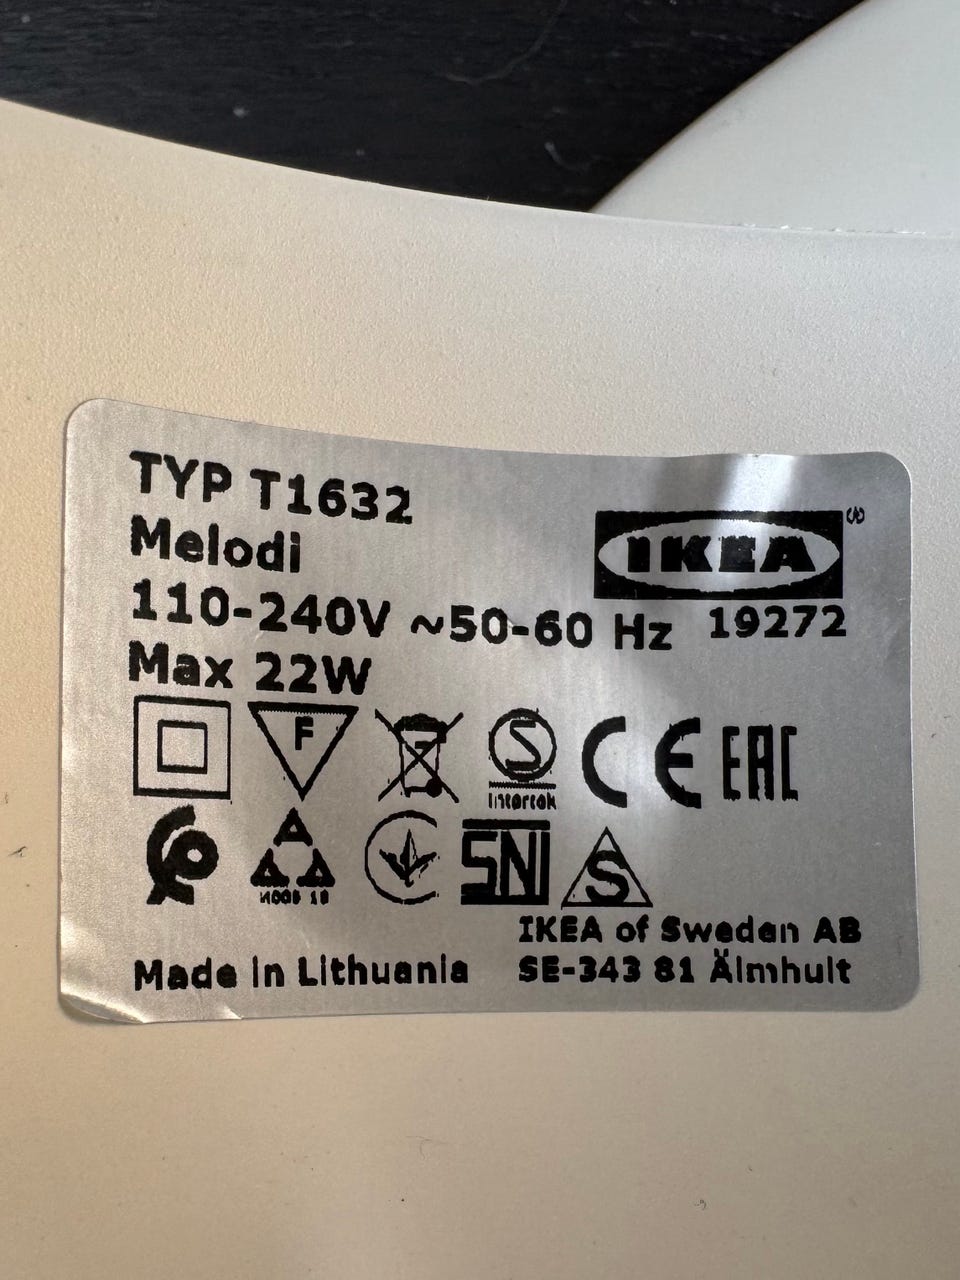 TYP T1632
Melodi
IKEA®
110-240V ~50-60 Hz 19272
Max 22W
F
S
Intertek
CE
EAC
SNI
S
IKEA of Sweden AB
Made in Lithuania SE-343 81 Älmhult